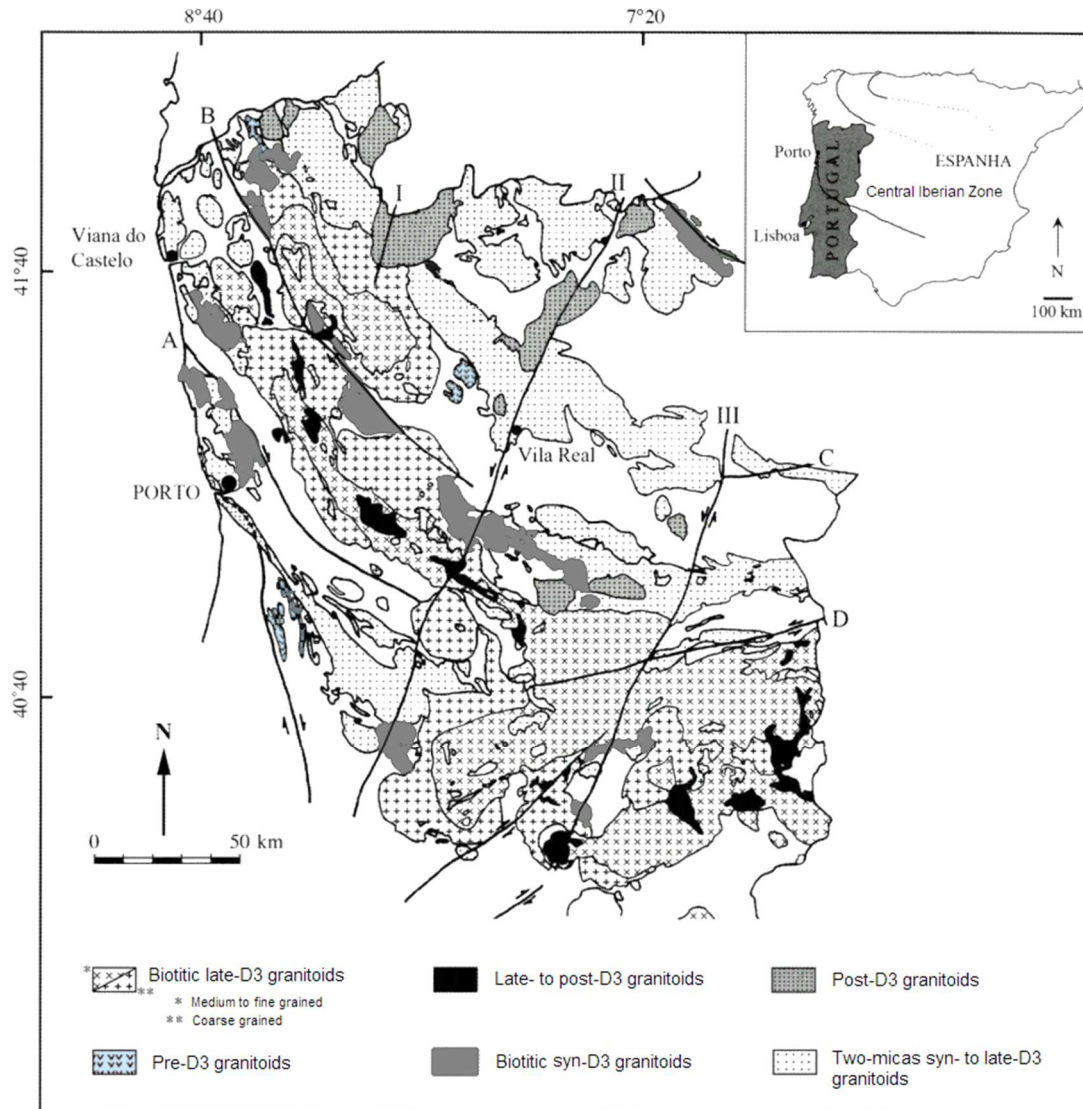 8°40
7°20
41°40
40°40
B
I
II
III
A
C
D
Viana do
Castelo
PORTO
Vila Real
N
0 50 km
Porto
Lisboa
PORTUGAL
ESPANHA
Central Iberian Zone
N
100 km
* Biotitic late-D3 granitoids
**
* Medium to fine grained
** Coarse grained
Late- to post-D3 granitoids
Post-D3 granitoids
Pre-D3 granitoids
Biotitic syn-D3 granitoids
Two-micas syn- to late-D3
granitoids